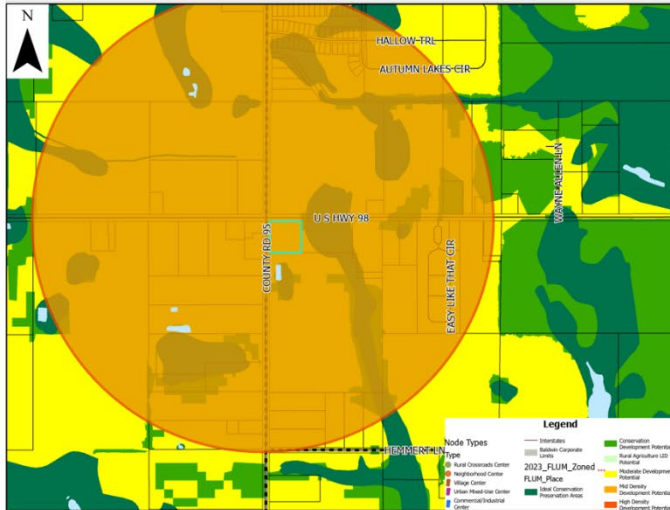 N
HALLOW TRL
AUTUMN LAKES CIR
WAYNE ALLEN LN
U S HWY 98
COUNTY RD 95
EASY LIKE THAT CIR
HEMMERT LN
Legend
Node Types
Type
Rural Crossroads Center
Neighborhood Center
Village Center
Urban Mixed-Use Center
Commercial/Industrial
Center
Interstates
Baldwin Corporate
Limits
2023_FLUM_Zoned
FLUM_Place
Ideal Conservation
Preservation Areas
Conservation
Development Potential
Rural Agriculture LID
Potential
Moderate Development
Potential
Mid Density
Development Potential
High Density
Development Potential